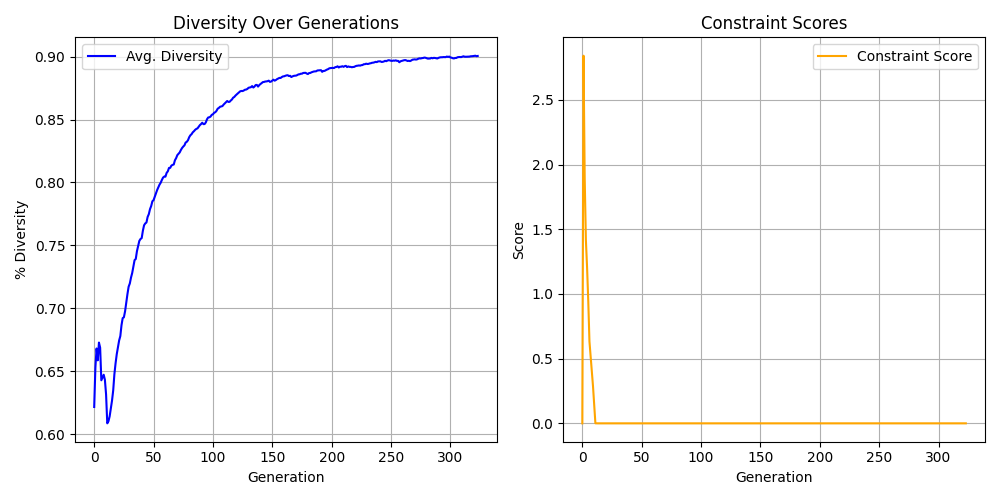 Diversity Over Generations
Avg. Diversity
% Diversity
0.90
0.85
0.80
0.75
0.70
0.65
0.60
0 50 100 150 200 250 300
Generation
Constraint Scores
Constraint Score
Score
2.5
2.0
1.5
1.0
0.5
0.0
0 50 100 150 200 250 300
Generation